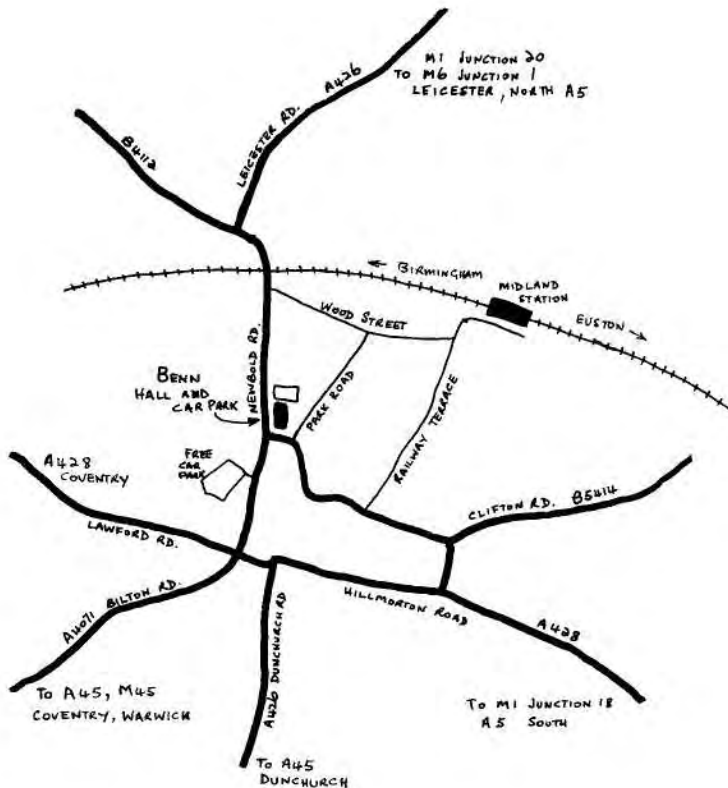 M1 JUNCTION 20
TO M6 JUNCTION 1
LEICESTER, NORTH A5
LEICESTER RD. A426
B4112
← BIRMINGHAM
MIDLAND
STATION
EUSTON →
WOOD STREET
NEWBOLD RD.
BENN
HALL AND
CAR PARK
PARK ROAD
RAILWAY TERRACE
FREE
CAR
PARK
A428
COVENTRY
LAWFORD RD.
CLIFTON RD. B5414
A4071 BILTON RD.
HILLMORTON ROAD
A428
A426 DUNCHURCH RD
TO A45, M45
COVENTRY, WARWICK
TO M1 JUNCTION 18
A5 SOUTH
TO A45
DUNCHURCH